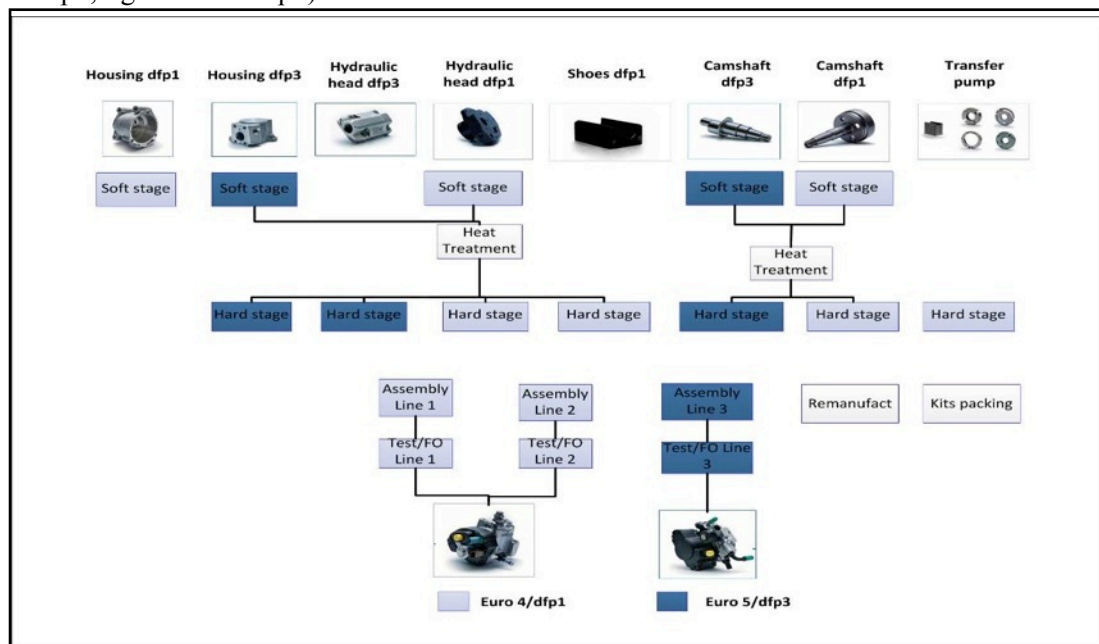 Housing dfp1
Housing dfp3
Hydraulic
head dfp3
Hydraulic
head dfp1
Shoes dfp1
Camshaft
dfp3
Camshaft
dfp1
Transfer
pump
Soft stage
Soft stage
Soft stage
Soft stage
Soft stage
Heat
Treatment
Heat
Treatment
Hard stage
Hard stage
Hard stage
Hard stage
Hard stage
Hard stage
Hard stage
Assembly
Line 1
Assembly
Line 2
Assembly
Line 3
Remanufact
Kits packing
Test/FO
Line 1
Test/FO
Line 2
Test/FO Line
3
Euro 4/dfp1
Euro 5/dfp3